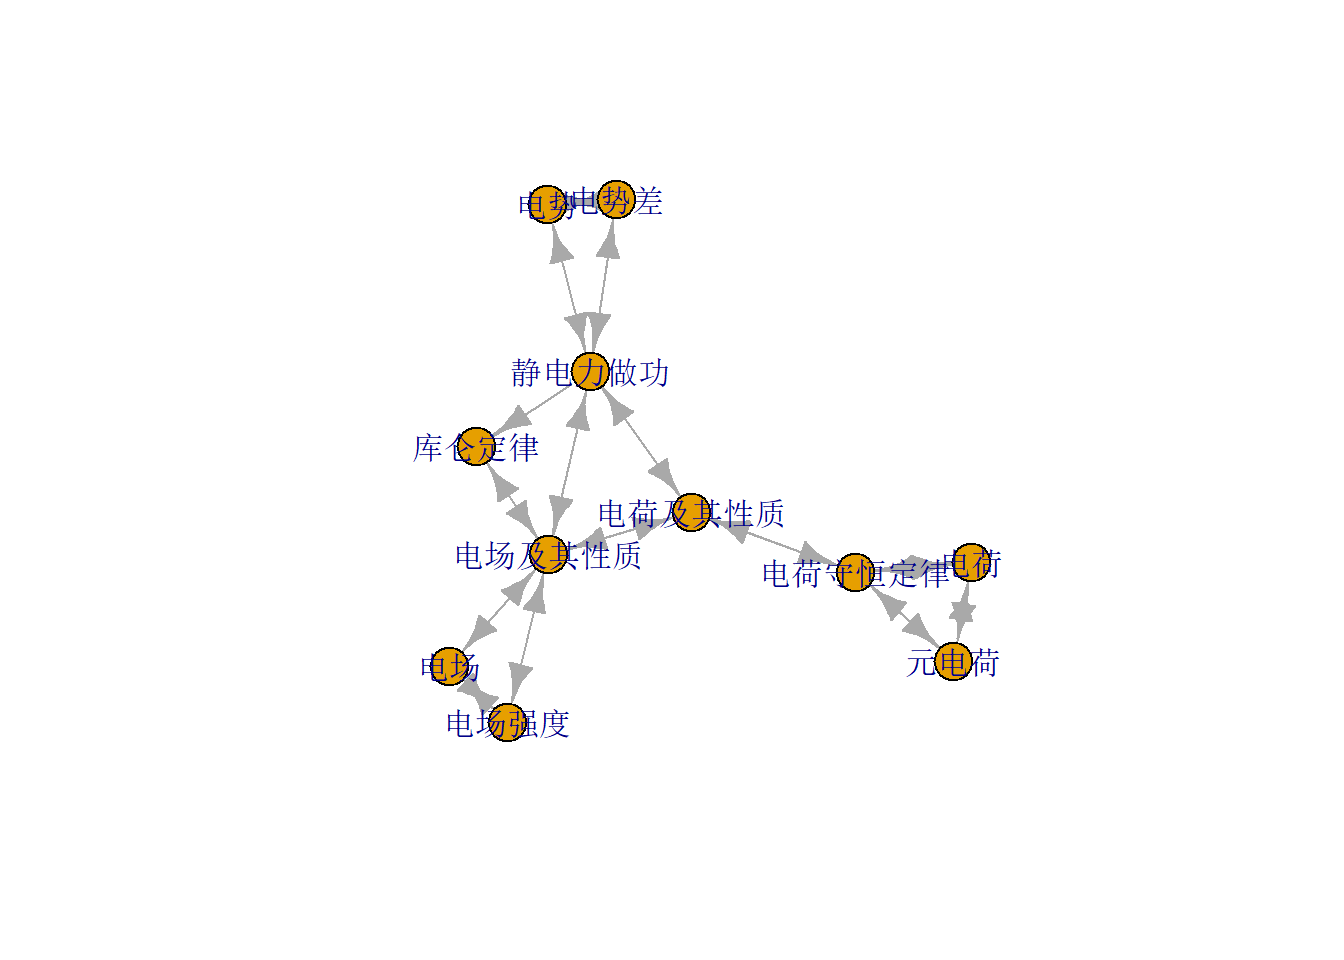 电势
电势差
静电力做功
库仑定律
电荷及其性质
电场及其性质
电荷守恒定律
电荷
元电荷
电场
电场强度